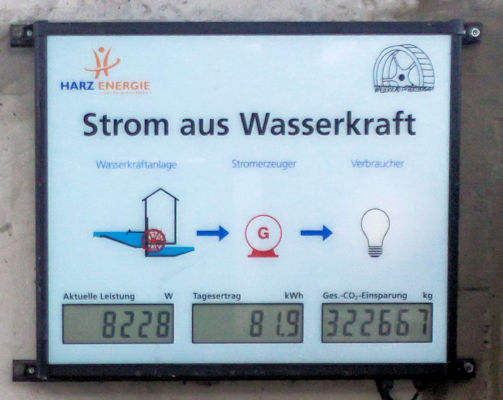 HARZ ENERGIE
Strom aus Wasserkraft
Wasserkraftanlage Stromerzeuger Verbraucher
G
Aktuelle Leistung W Tagesertrag kWh Ges.-CO₂-Einsparung kg
8228 81.9 322667